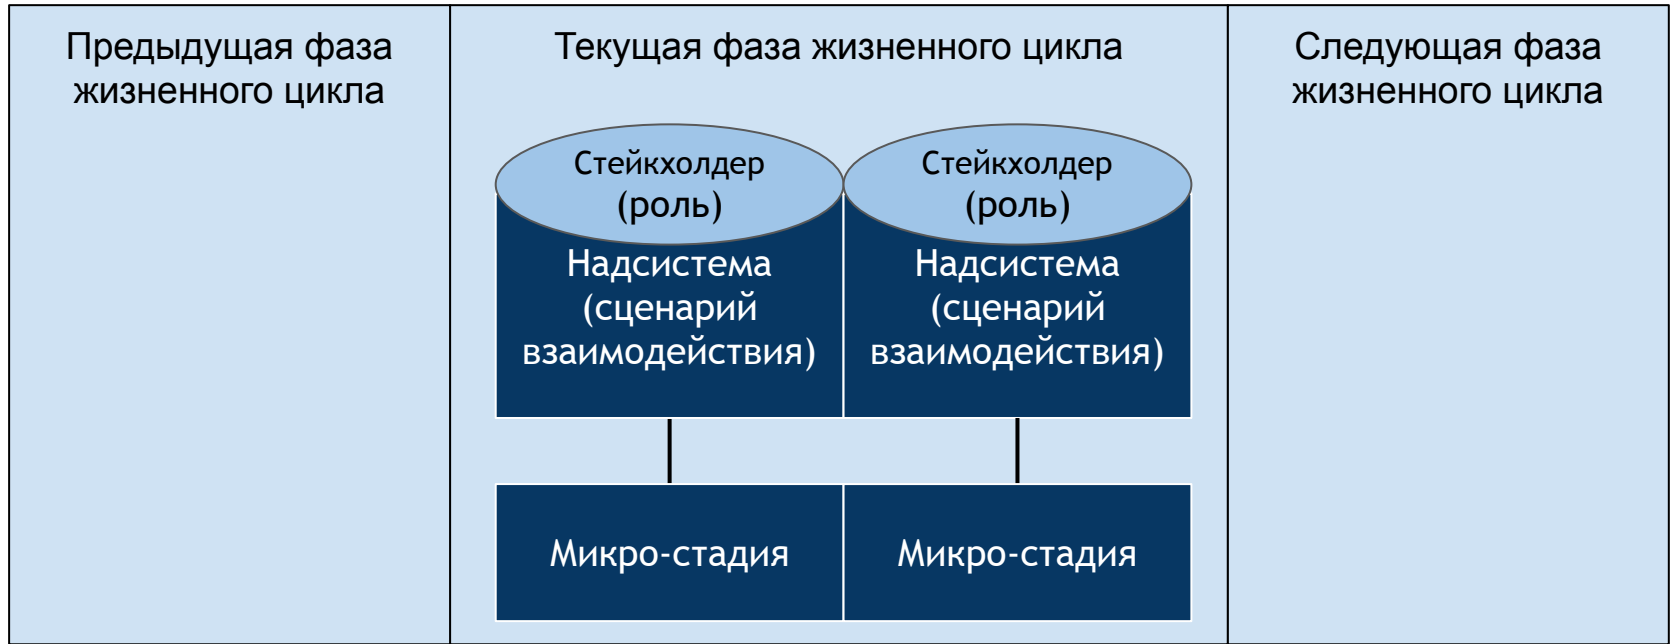 Предыдущая фаза
жизненного цикла
Текущая фаза жизненного цикла
Следующая фаза
жизненного цикла
Стейкхолдер
(роль)
Надсистема
(сценарий
взаимодействия)
Стейкхолдер
(роль)
Надсистема
(сценарий
взаимодействия)
Микро-стадия
Микро-стадия